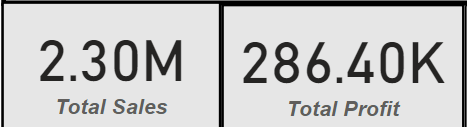 2.30M
Total Sales
286.40K
Total Profit